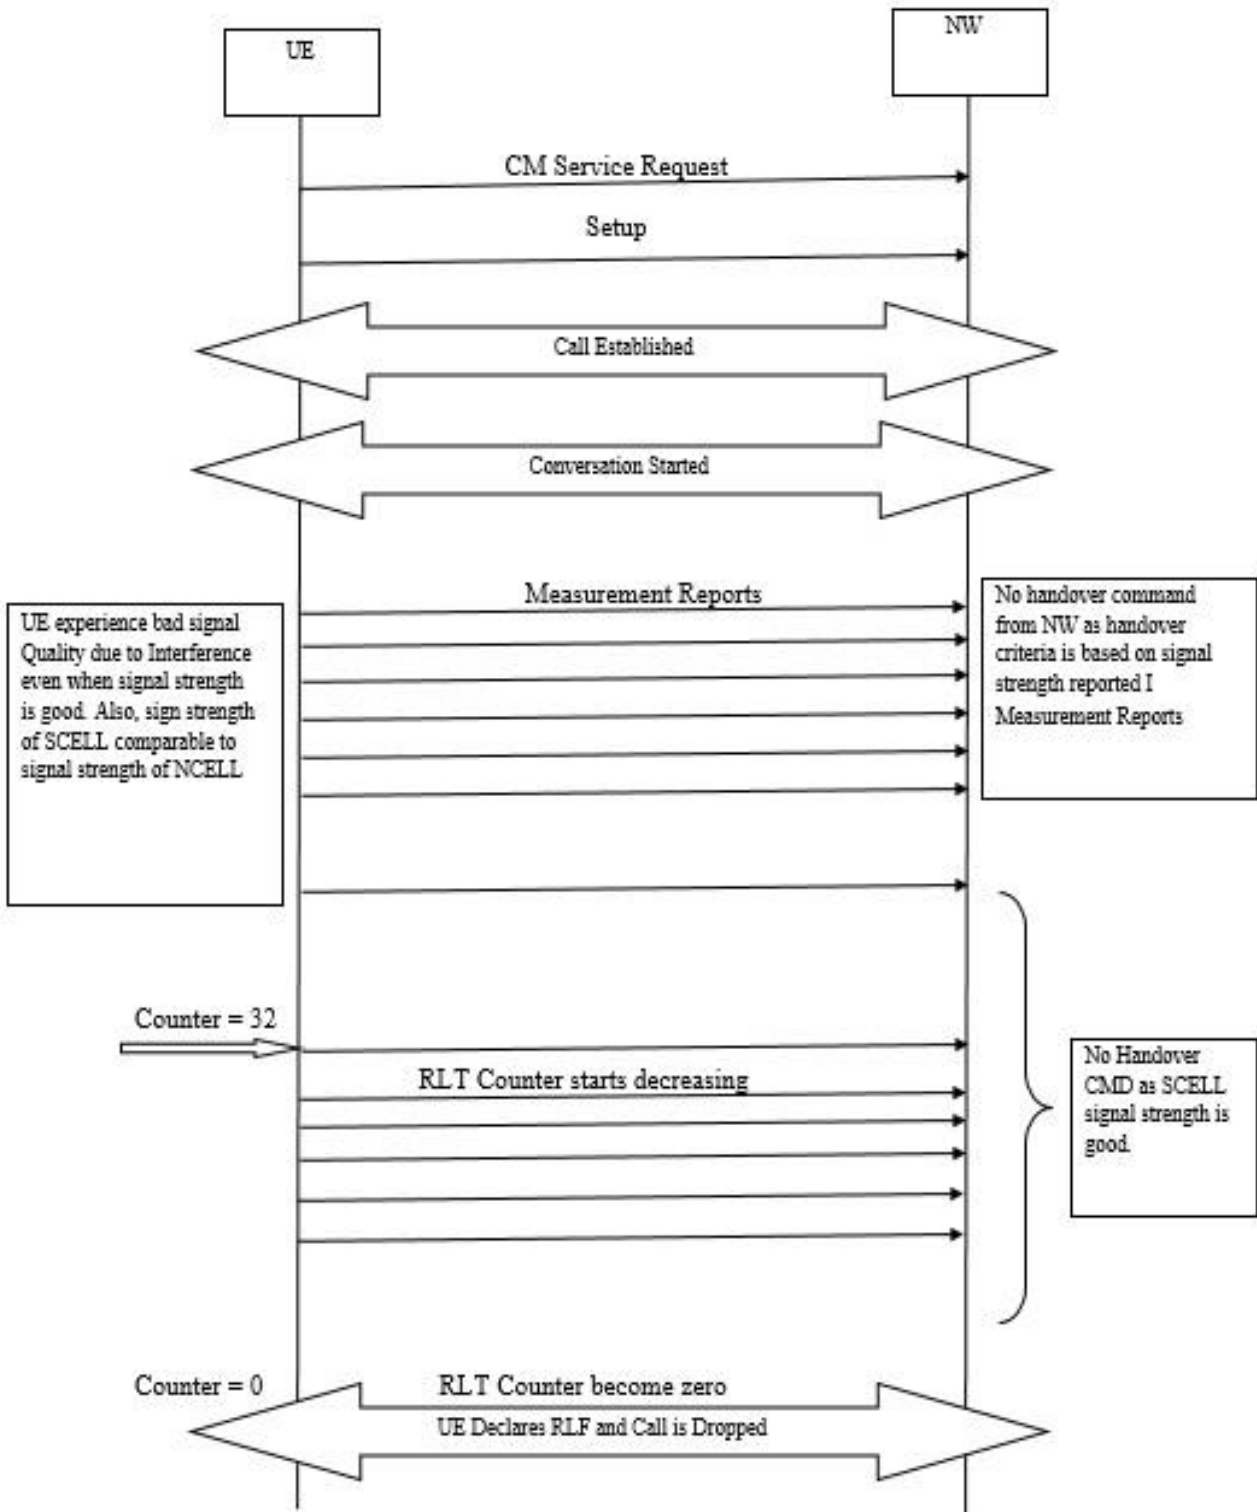 UE
NW
CM Service Request
Setup
Call Established
Conversation Started
Measurement Reports
UE experience bad signal
Quality due to Interference
even when signal strength
is good. Also, sign strength
of SCELL comparable to
signal strength of NCELL
No handover command
from NW as handover
criteria is based on signal
strength reported I
Measurement Reports
Counter = 32
RLT Counter starts decreasing
No Handover
CMD as SCELL
signal strength is
good.
Counter = 0
RLT Counter become zero
UE Declares RLF and Call is Dropped